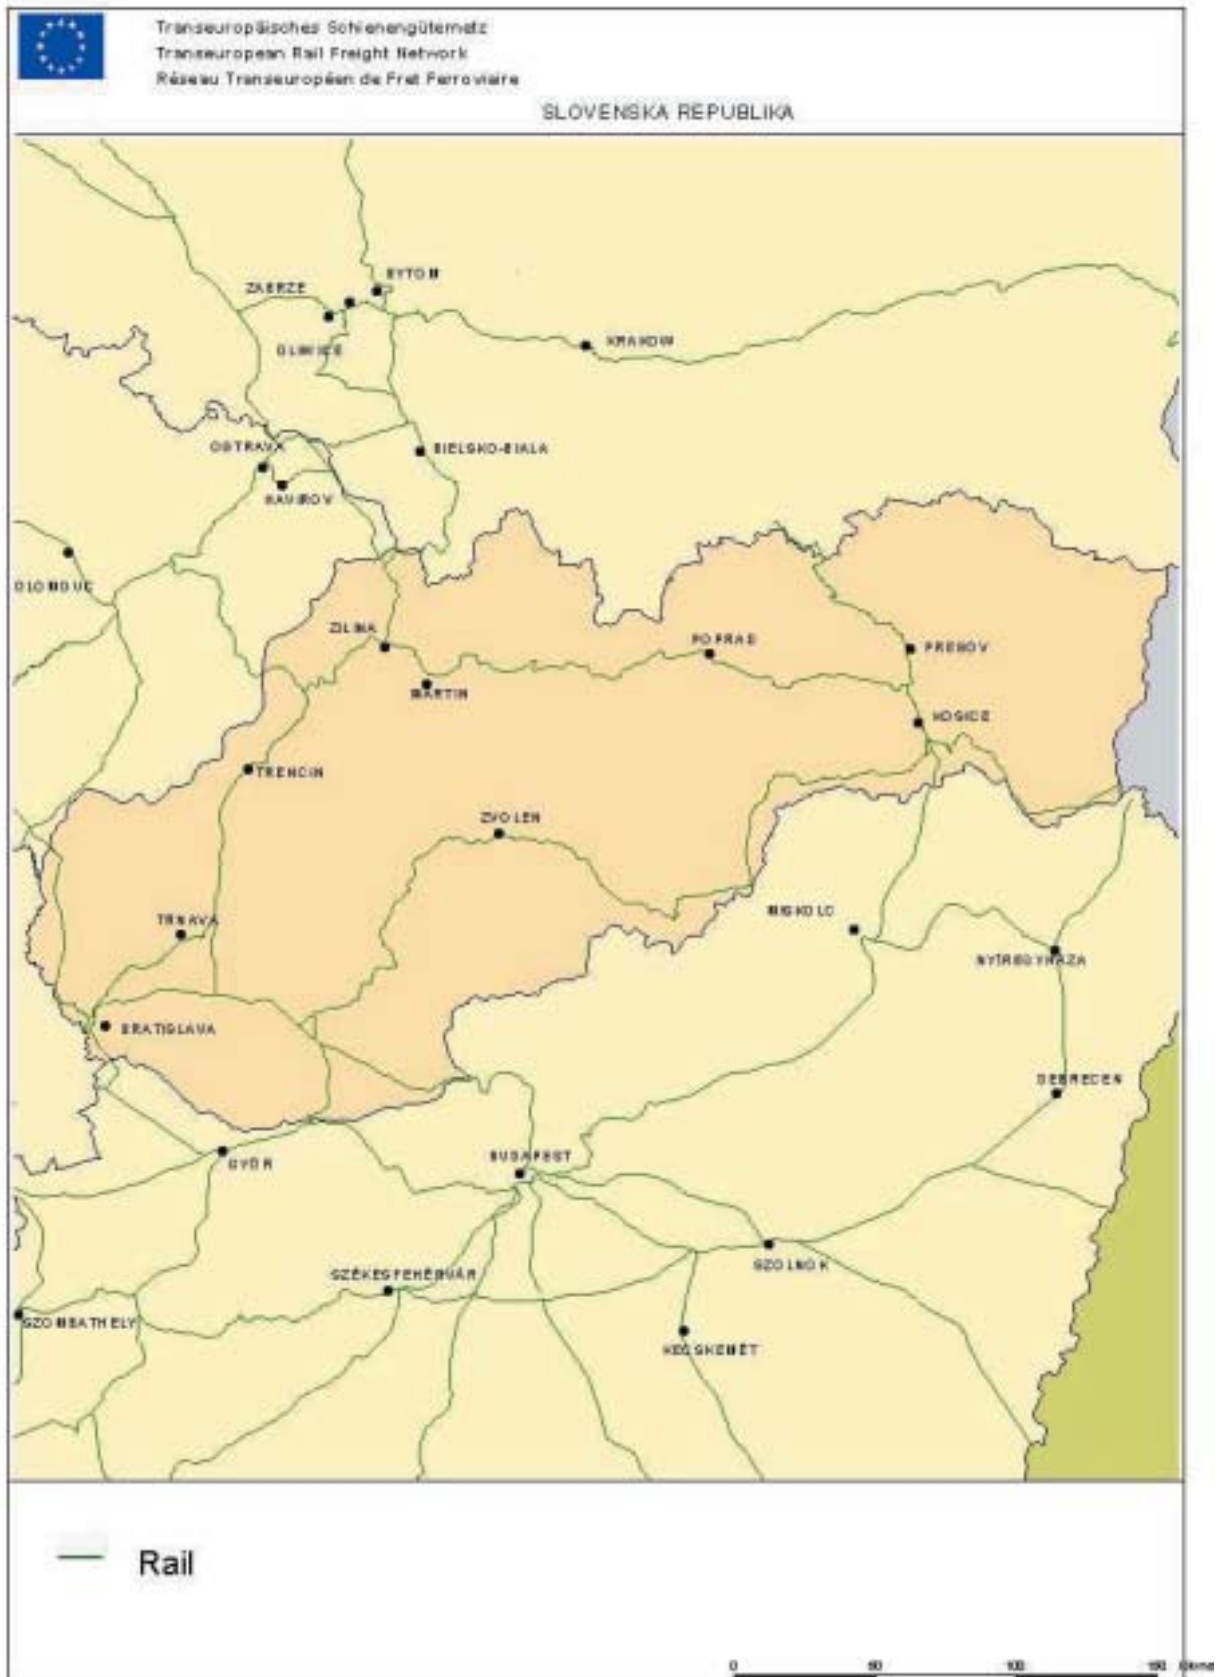 Transeuropäisches Schienengüternetz
Transeuropean Rail Freight Network
Réseau Transeuropéen de Fret Ferroviaire
SLOVENSKA REPUBLIKA
BYTOM
ZABRZE
GLIWICE
KRAKOW
OSTRAVA
BIELSKO-BIALA
HAVIROV
OLOMOUC
ZILINA
POPRAD
PRESOV
MARTIN
KOSICE
TRENCIN
ZVOLEN
TRNAVA
MISKOLC
NYÍREGYHÁZA
BRATISLAVA
DEBRECEN
BUDAPEST
GYÖR
SZOLNOK
SZÉKESFEHÉRVÁR
SZOMBATHELY
KECSKEMÉT
Rail
0 50 100 150